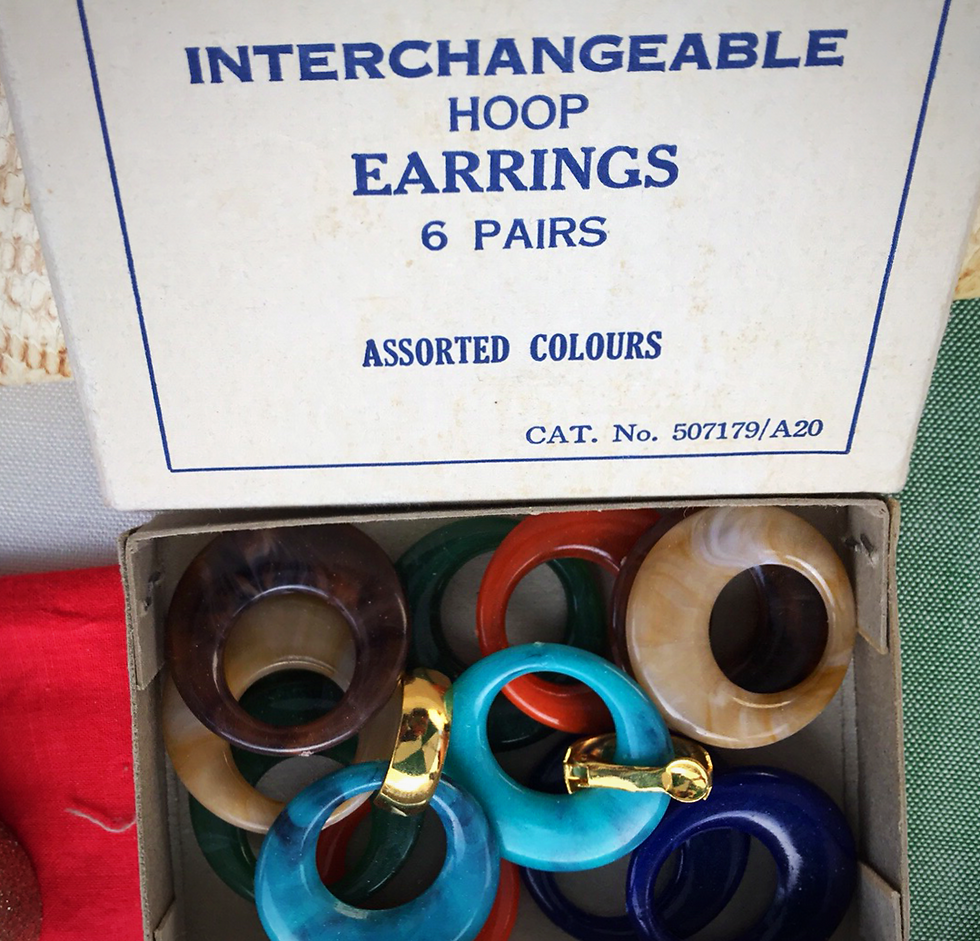 INTERCHANGEABLE
HOOP
EARRINGS
6 PAIRS
ASSORTED COLOURS
CAT. No. 507179/A20